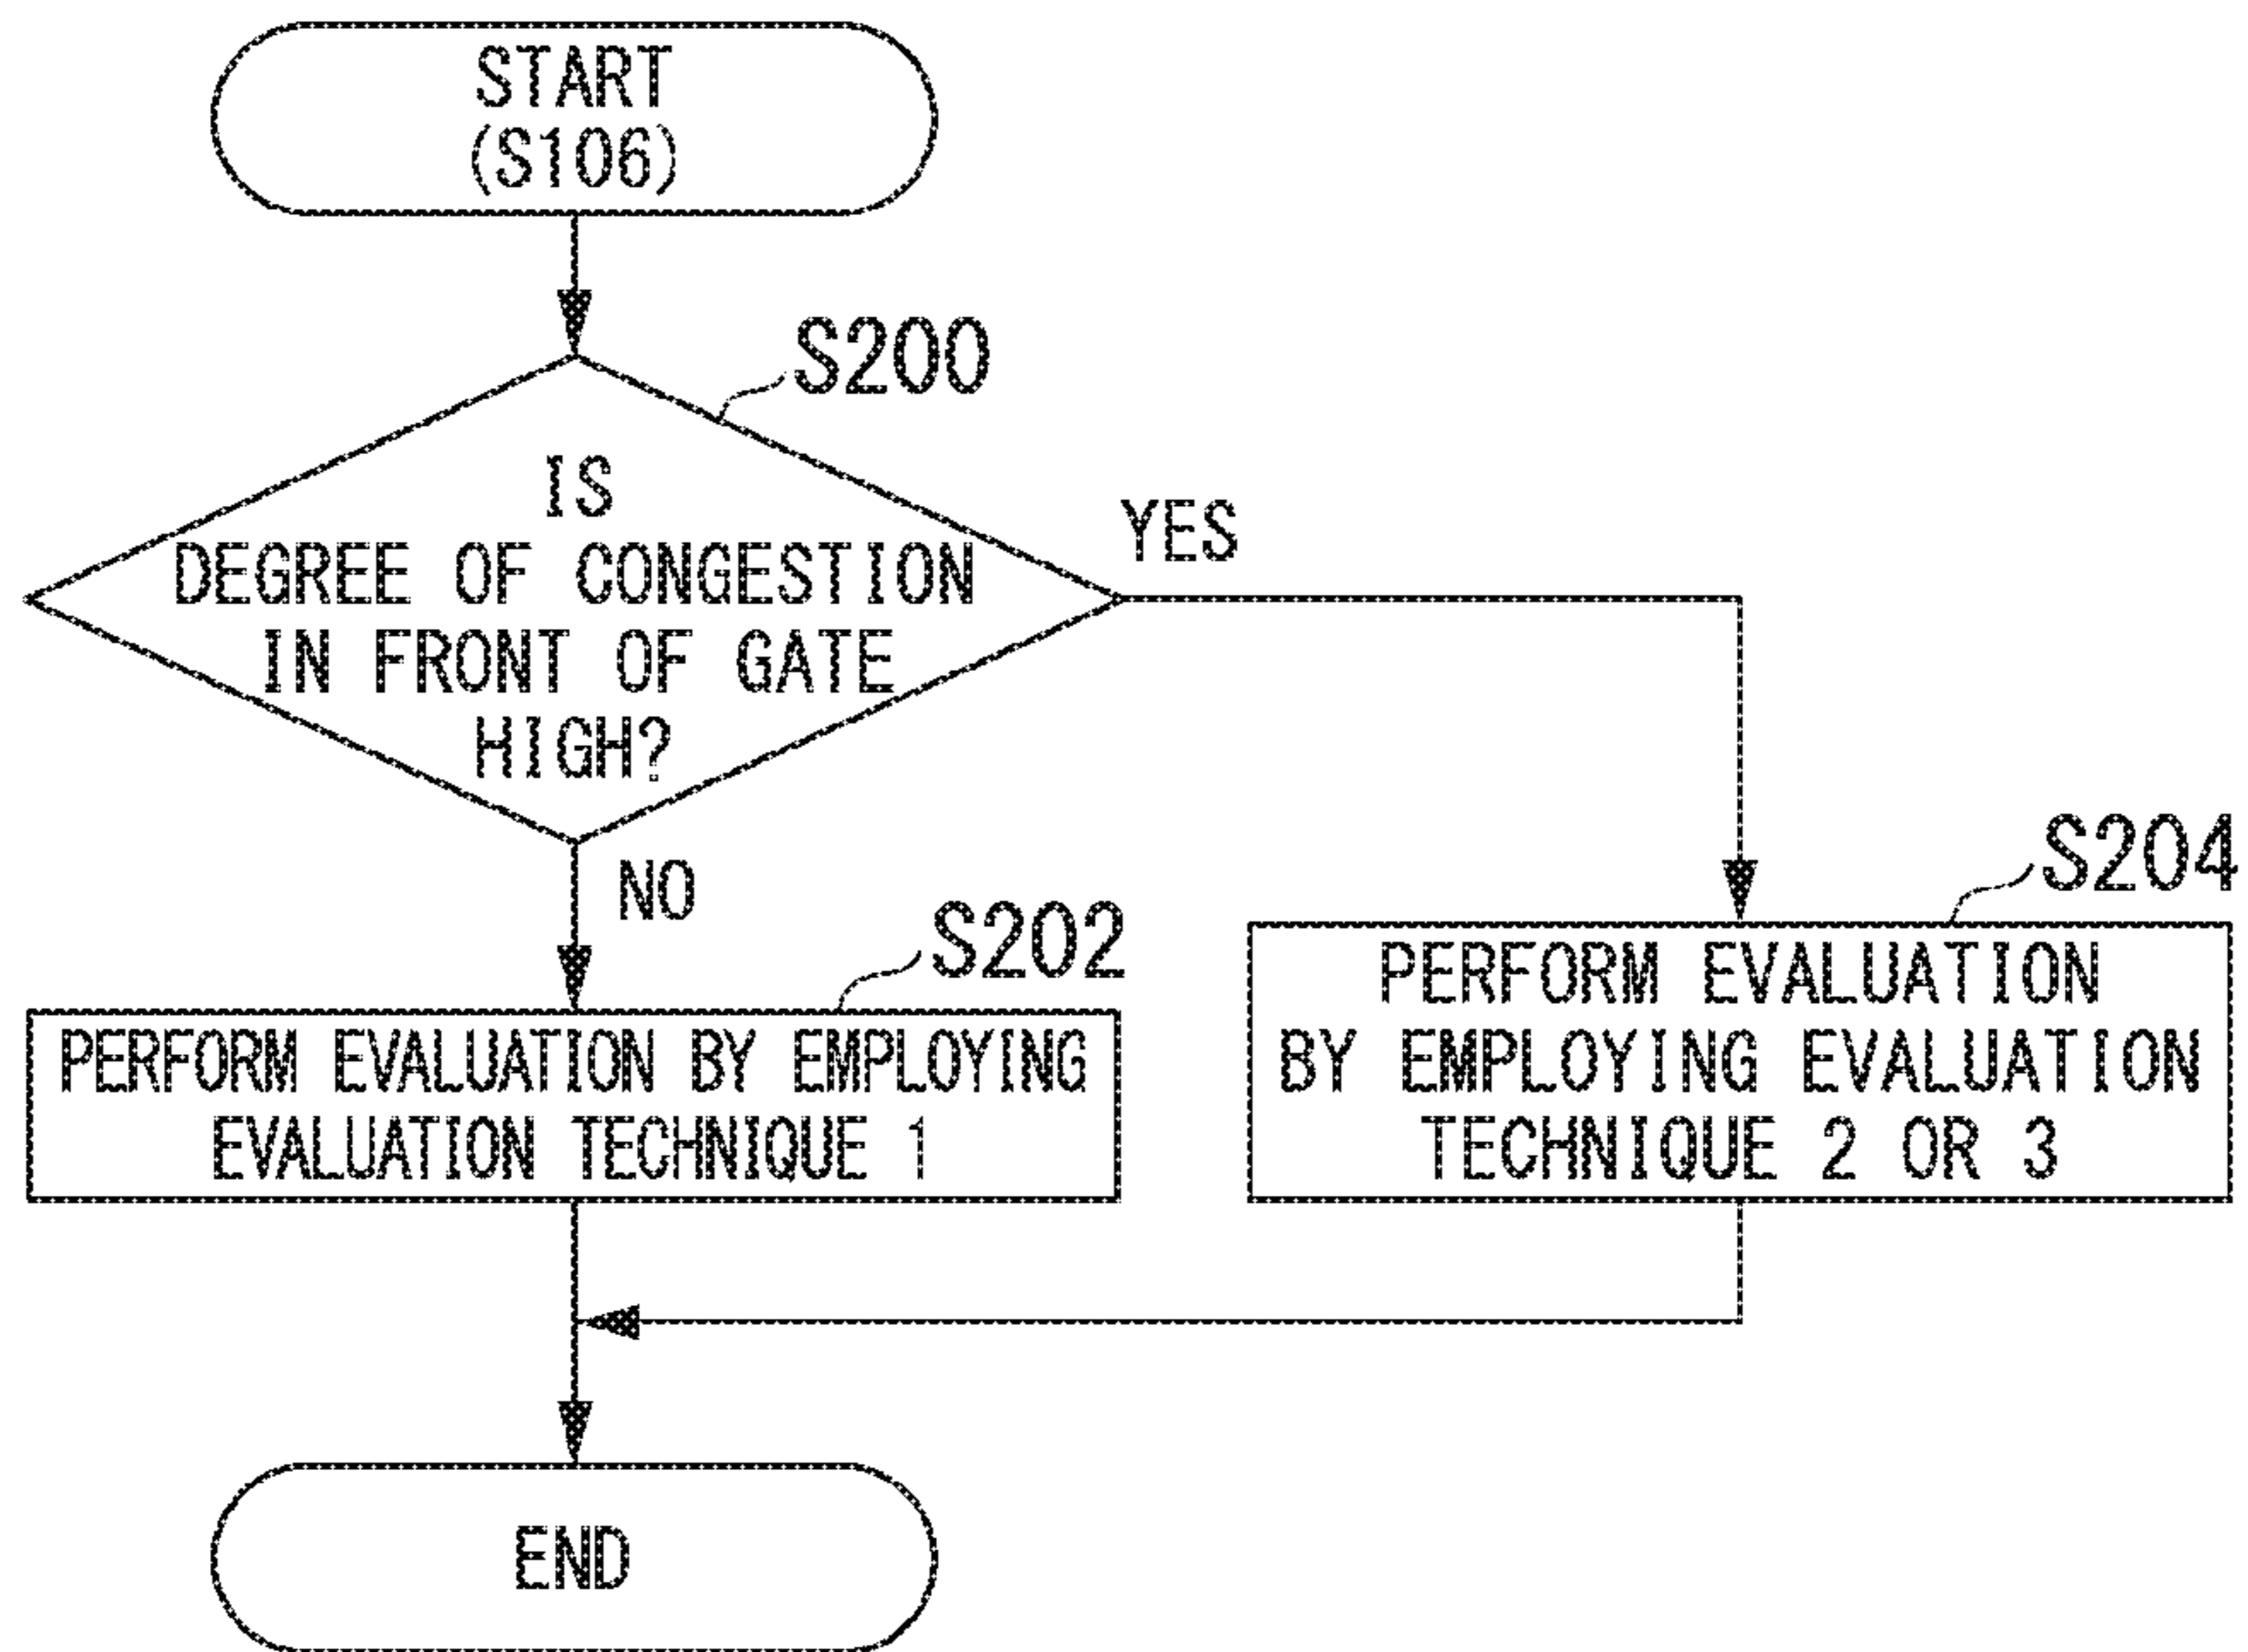 START
(S106)
S200
IS
DEGREE OF CONGESTION
IN FRONT OF GATE
HIGH?
YES
NO
S202
PERFORM EVALUATION BY EMPLOYING
EVALUATION TECHNIQUE 1
S204
PERFORM EVALUATION
BY EMPLOYING EVALUATION
TECHNIQUE 2 OR 3
END